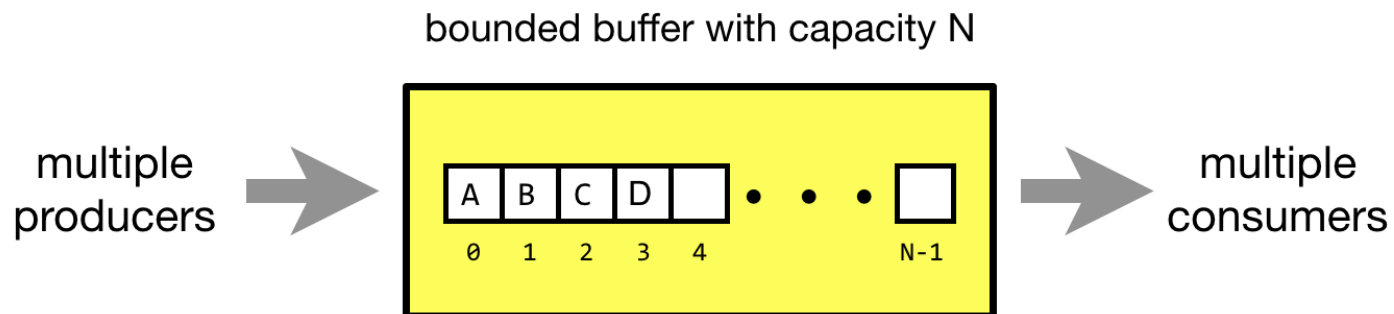 bounded buffer with capacity N
multiple
producers
A B C D
0 1 2 3 4 N-1
multiple
consumers